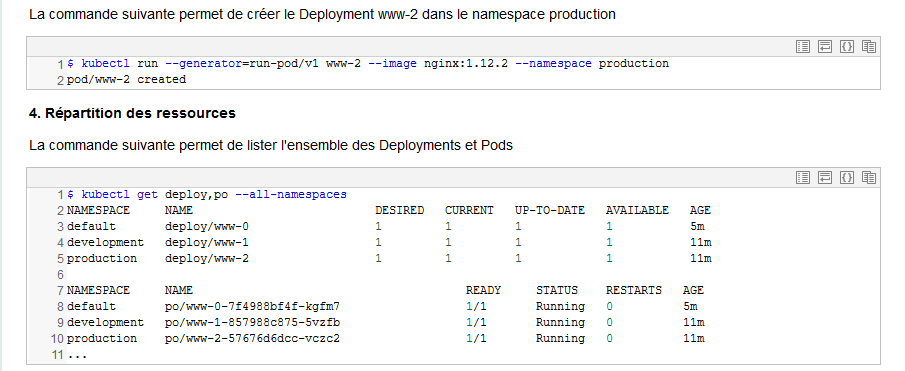 La commande suivante permet de créer le Deployment www-2 dans le namespace production
1 $ kubectl run --generator=run-pod/v1 www-2 --image nginx:1.12.2 --namespace production
2 pod/www-2 created
4. Répartition des ressources
La commande suivante permet de lister l'ensemble des Deployments et Pods
1 $ kubectl get deploy,po --all-namespaces
2 NAMESPACE NAME DESIRED CURRENT UP-TO-DATE AVAILABLE AGE
3 default deploy/www-0 1 1 1 1 5m
4 development deploy/www-1 1 1 1 1 11m
5 production deploy/www-2 1 1 1 1 11m
6
7 NAMESPACE NAME READY STATUS RESTARTS AGE
8 default po/www-0-7f4988bf4f-kgfm7 1/1 Running 0 5m
9 development po/www-1-857988c875-5vzfb 1/1 Running 0 11m
10 production po/www-2-57676d6dcc-vczc2 1/1 Running 0 11m
11 ...